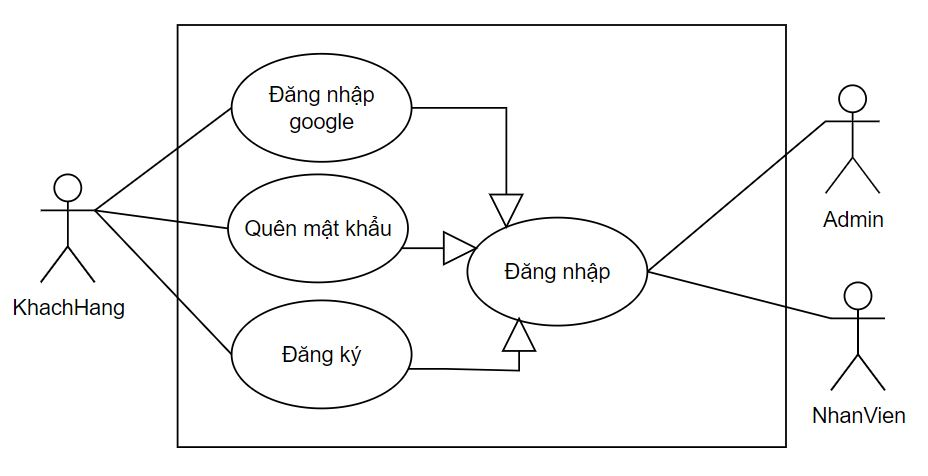 Đăng nhập
google
Quên mật khẩu
Đăng ký
Đăng nhập
KhachHang
Admin
NhanVien